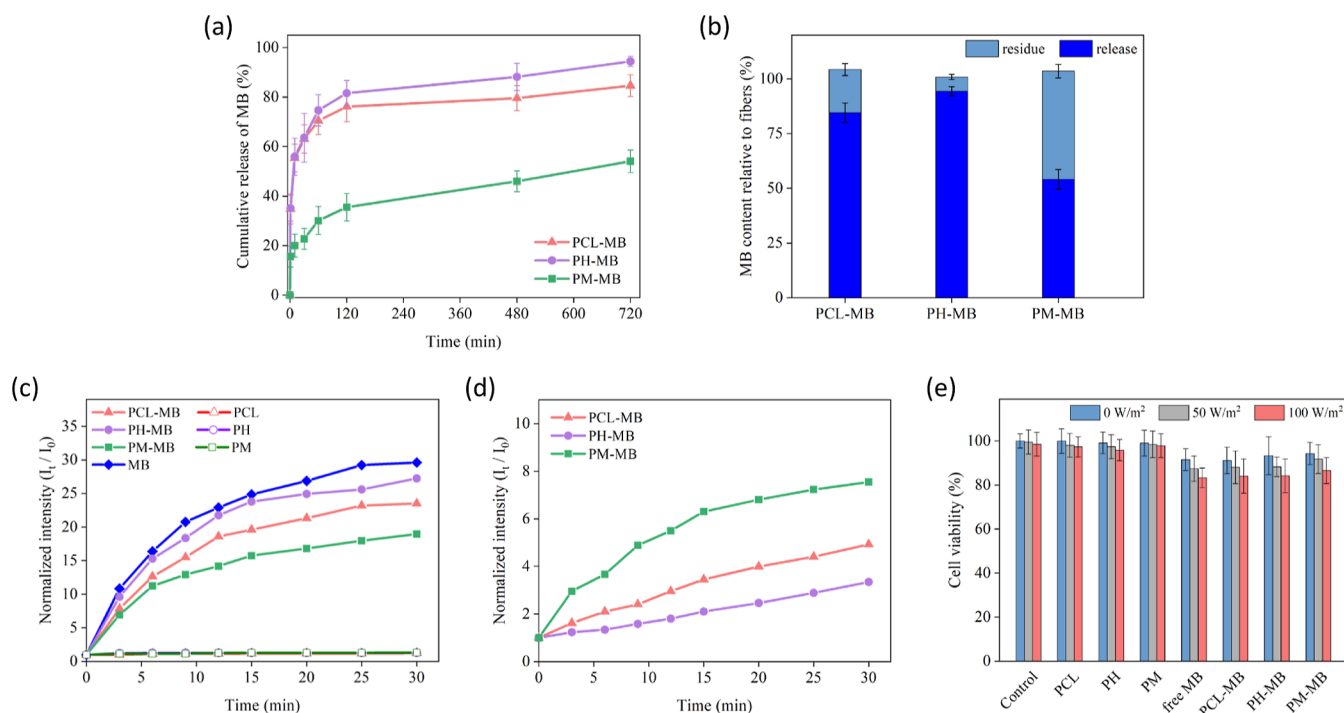 (a)
Cumulative release of MB (%)
100
80
60
40
20
0
0 120 240 360 480 600 720
Time (min)
PCL-MB
PH-MB
PM-MB
(b)
MB content relative to fibers (%)
residue release
100
75
50
25
0
PCL-MB PH-MB PM-MB
(c)
Normalized intensity (It / I0)
PCL-MB PCL
PH-MB PH
PM-MB PM
MB
35
30
25
20
15
10
5
0
0 5 10 15 20 25 30
Time (min)
(d)
Normalized intensity (It / I0)
PCL-MB
PH-MB
PM-MB
10
8
6
4
2
0
0 5 10 15 20 25 30
Time (min)
(e)
Cell viability (%)
0 W/m² 50 W/m² 100 W/m²
100
80
60
40
20
0
Control PCL PH PM free MB PCL-MB PH-MB PM-MB